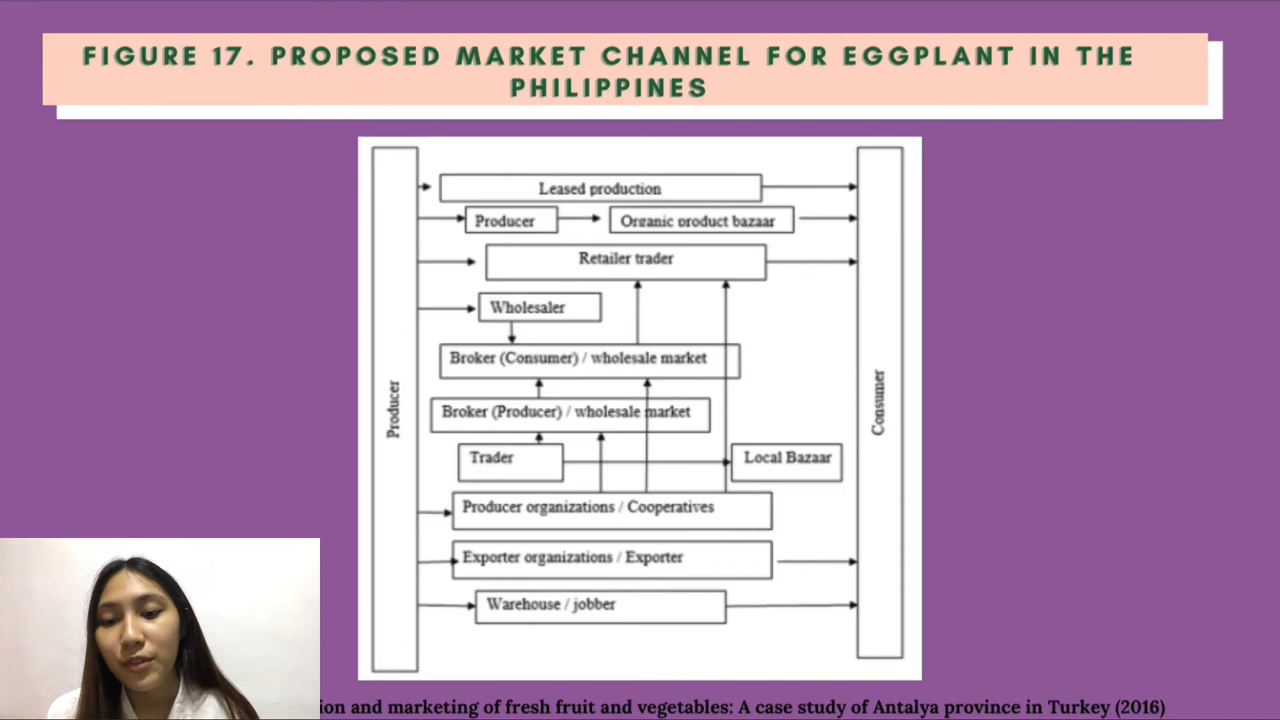 FIGURE 17. PROPOSED MARKET CHANNEL FOR EGGPLANT IN THE
PHILIPPINES
Leased production
Producer
Organic product bazaar
Retailer trader
Wholesaler
Broker (Consumer) / wholesale market
Broker (Producer) / wholesale market
Trader
Local Bazaar
Producer organizations / Cooperatives
Exporter organizations / Exporter
Warehouse / jobber
Producer
Consumer
and marketing of fresh fruit and vegetables: A case study of Antalya province in Turkey (2016)